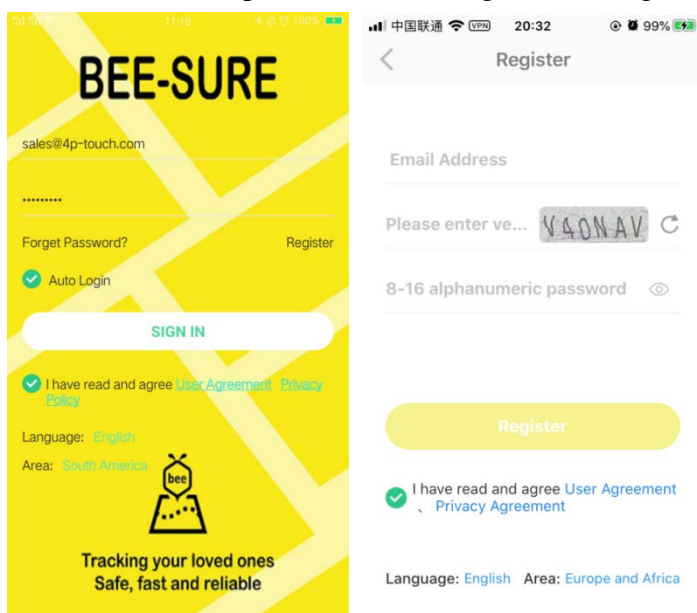 11:18
100%
BEE-SURE
sales@4p-touch.com
•••••••••
Forget Password?
Register
Auto Login
SIGN IN
I have read and agree User Agreement Privacy
Policy
Language: English
Area: South America
bee
Tracking your loved ones
Safe, fast and reliable
中国联通 VPN 20:32 99%
Register
Email Address
Please enter ve... V4ONAV
8-16 alphanumeric password
Register
I have read and agree User Agreement
、 Privacy Agreement
Language: English Area: Europe and Africa